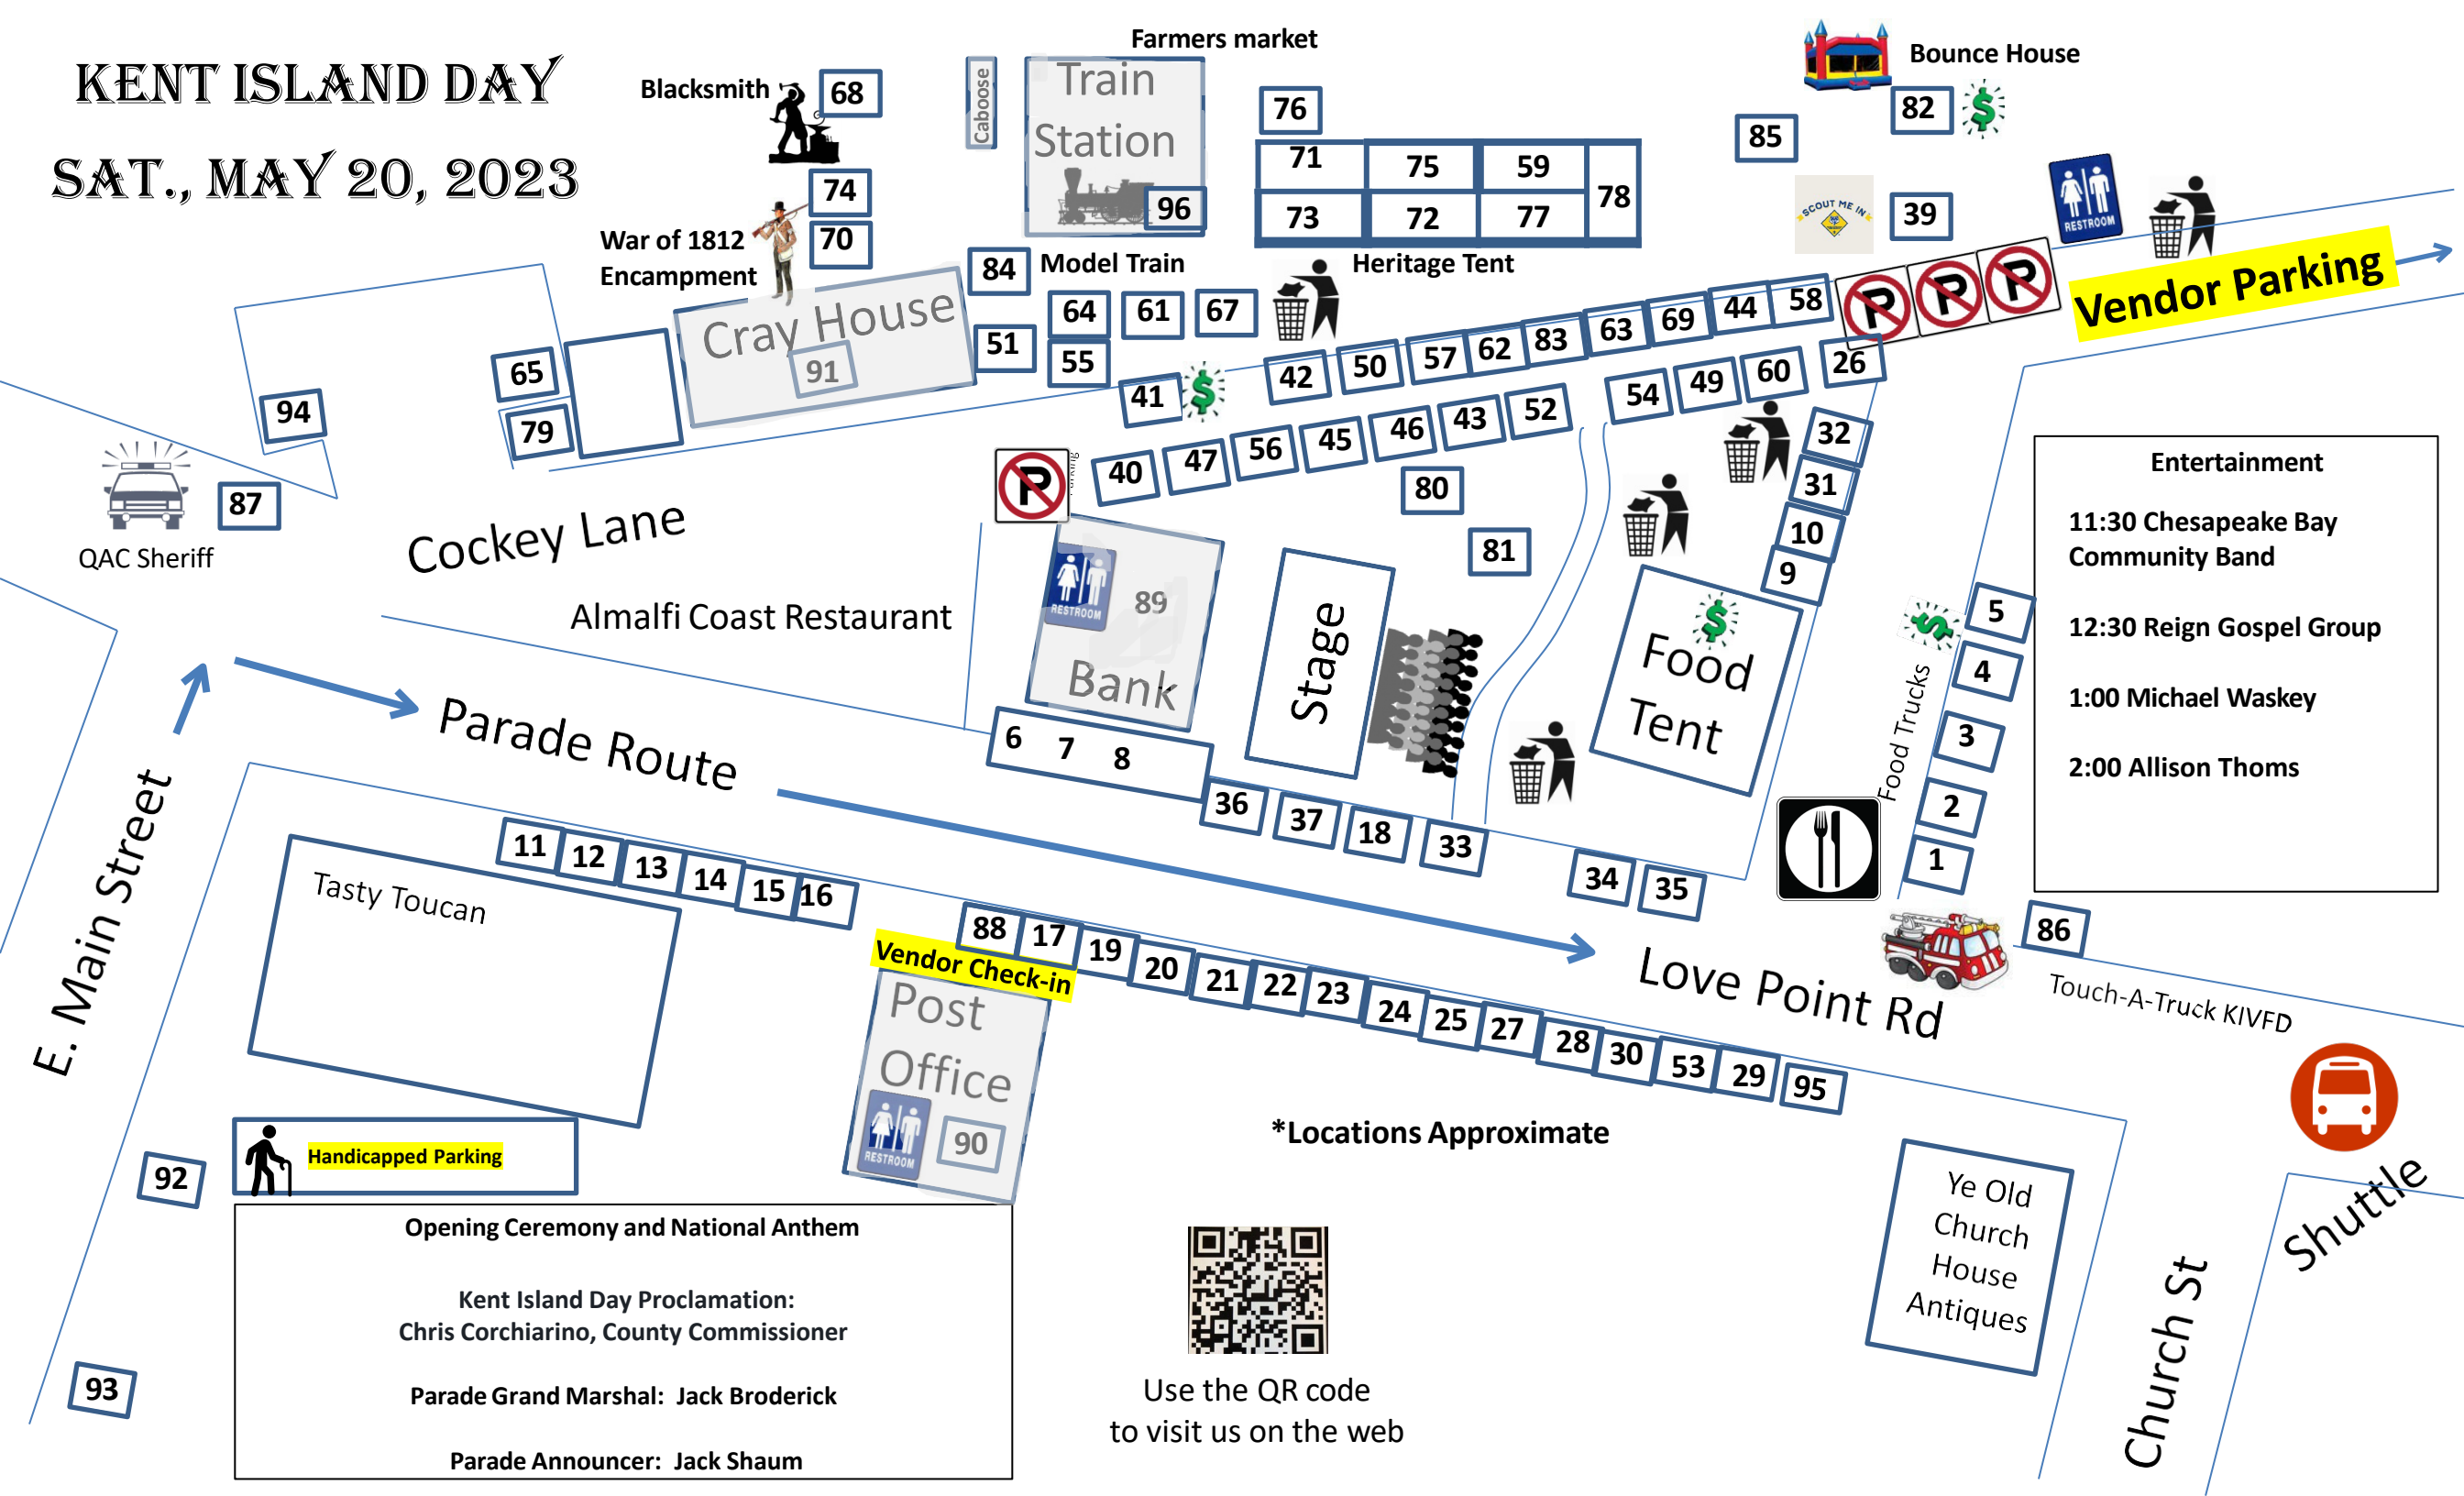 KENT ISLAND DAY
SAT., MAY 20, 2023
Blacksmith
68
74
70
War of 1812
Encampment
Caboose
Farmers market
Train
Station
96
76
71
75
59
78
73
72
77
Heritage Tent
Bounce House
82
85
SCOUT ME IN
39
RESTROOM
Vendor Parking
84
Model Train
64
61
67
51
55
Cray House
91
65
79
94
QAC Sheriff
87
41
42
50
57
62
83
63
69
44
58
P
P
P
40
47
56
45
46
43
52
54
49
60
26
P
80
81
32
31
10
9
Cockey Lane
Almalfi Coast Restaurant
RESTROOM
89
Bank
Stage
Food
Tent
Food Trucks
5
4
3
2
1
Entertainment
11:30 Chesapeake Bay
Community Band
12:30 Reign Gospel Group
1:00 Michael Waskey
2:00 Allison Thoms
E. Main Street
Parade Route
6
7
8
36
37
18
33
34
35
11
12
13
14
15
16
Tasty Toucan
88
17
19
20
21
22
23
24
25
27
28
30
53
29
95
Vendor Check-in
Post
Office
RESTROOM
90
Love Point Rd
86
Touch-A-Truck KIVFD
Shuttle
*Locations Approximate
Handicapped Parking
92
93
Opening Ceremony and National Anthem
Kent Island Day Proclamation:
Chris Corchiarino, County Commissioner
Parade Grand Marshal: Jack Broderick
Parade Announcer: Jack Shaum
Use the QR code
to visit us on the web
Ye Old
Church
House
Antiques
Church St